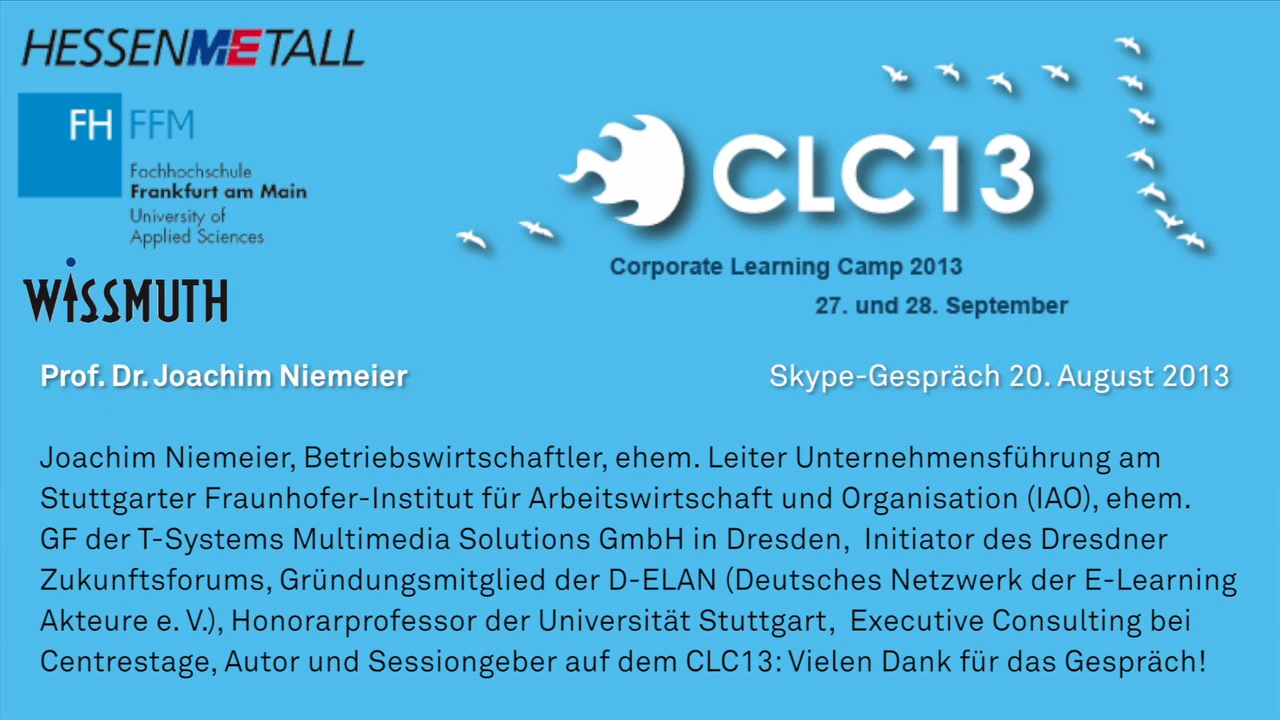 HESSENMETALL
FH FFM
Fachhochschule
Frankfurt am Main
University of
Applied Sciences
WISSMUTH
CLC13
Corporate Learning Camp 2013
27. und 28. September
Prof. Dr. Joachim Niemeier
Skype-Gespräch 20. August 2013
Joachim Niemeier, Betriebswirtschaftler, ehem. Leiter Unternehmensführung am
Stuttgarter Fraunhofer-Institut für Arbeitswirtschaft und Organisation (IAO), ehem.
GF der T-Systems Multimedia Solutions GmbH in Dresden, Initiator des Dresdner
Zukunftsforums, Gründungsmitglied der D-ELAN (Deutsches Netzwerk der E-Learning
Akteure e. V.), Honorarprofessor der Universität Stuttgart, Executive Consulting bei
Centrestage, Autor und Sessiongeber auf dem CLC13: Vielen Dank für das Gespräch!